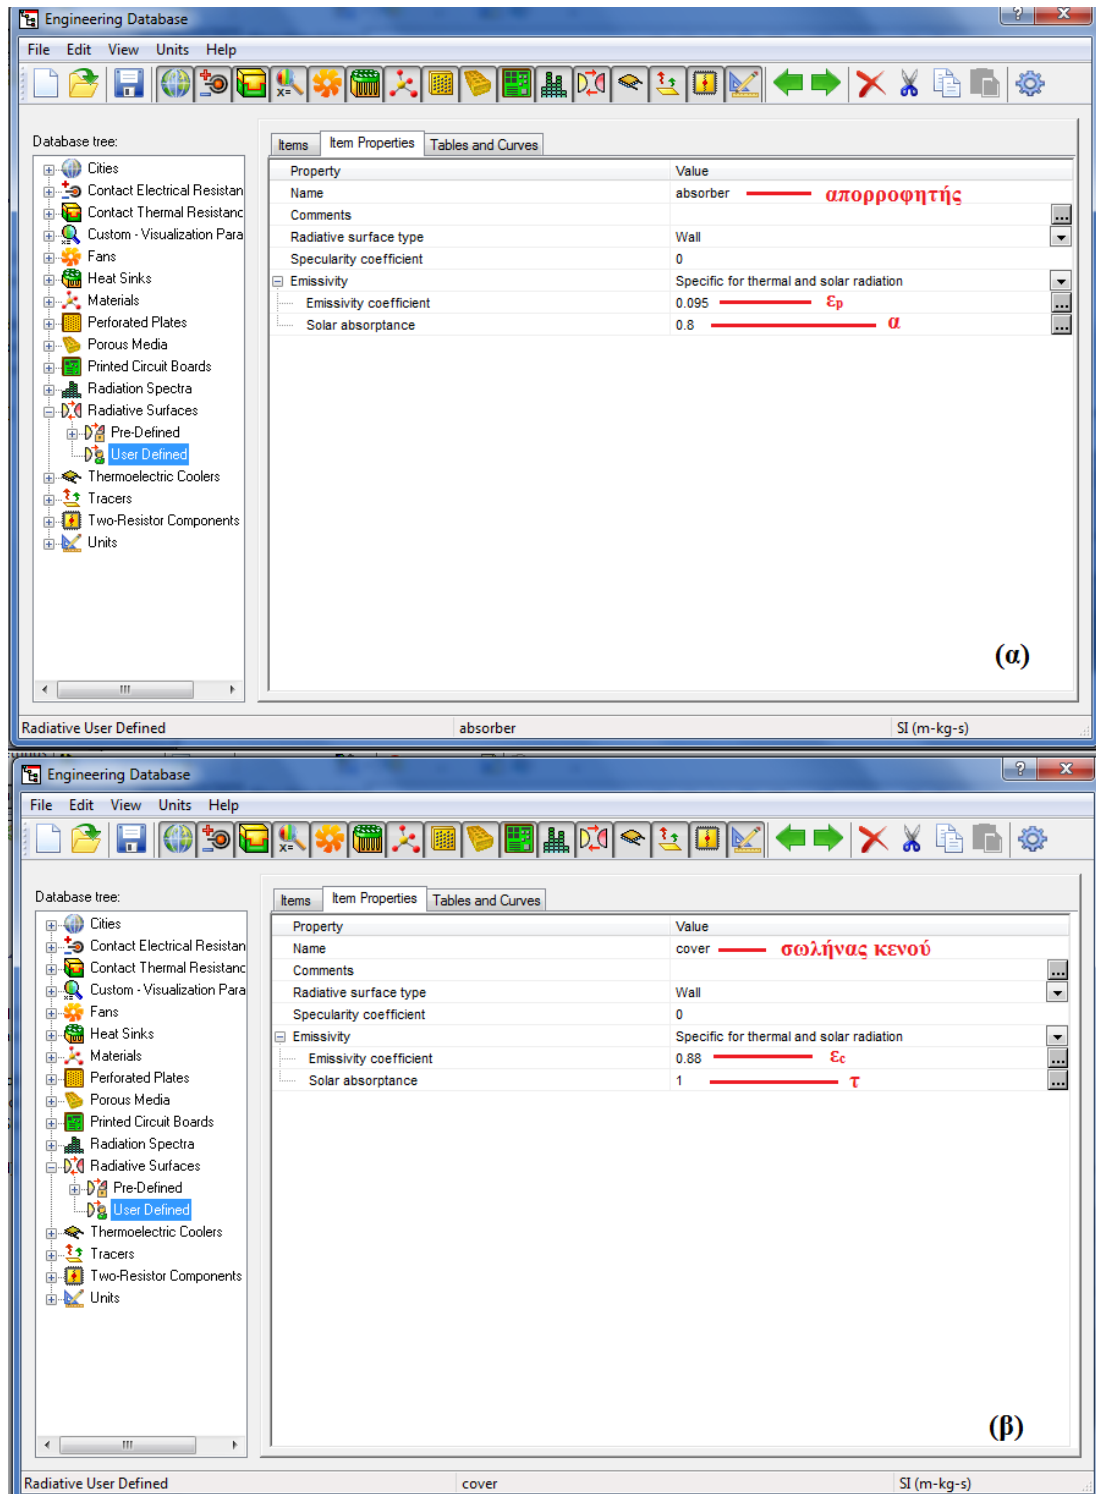 Engineering Database
File Edit View Units Help
Database tree:
Cities
Contact Electrical Resistan
Contact Thermal Resistanc
Custom - Visualization Para
Fans
Heat Sinks
Materials
Perforated Plates
Porous Media
Printed Circuit Boards
Radiation Spectra
Radiative Surfaces
Pre-Defined
User Defined
Thermoelectric Coolers
Tracers
Two-Resistor Components
Units
Items Item Properties Tables and Curves
Property Value
Name absorber απορροφητής
Comments ...
Radiative surface type Wall
Specularity coefficient 0
Emissivity Specific for thermal and solar radiation
Emissivity coefficient 0.095 εp ...
Solar absorptance 0.8 α ...
(α)
Radiative User Defined absorber SI (m-kg-s)
Engineering Database
File Edit View Units Help
Database tree:
Cities
Contact Electrical Resistan
Contact Thermal Resistanc
Custom - Visualization Para
Fans
Heat Sinks
Materials
Perforated Plates
Porous Media
Printed Circuit Boards
Radiation Spectra
Radiative Surfaces
Pre-Defined
User Defined
Thermoelectric Coolers
Tracers
Two-Resistor Components
Units
Items Item Properties Tables and Curves
Property Value
Name cover σωλήνας κενού
Comments ...
Radiative surface type Wall
Specularity coefficient 0
Emissivity Specific for thermal and solar radiation
Emissivity coefficient 0.88 εc ...
Solar absorptance 1 τ ...
(β)
Radiative User Defined cover SI (m-kg-s)